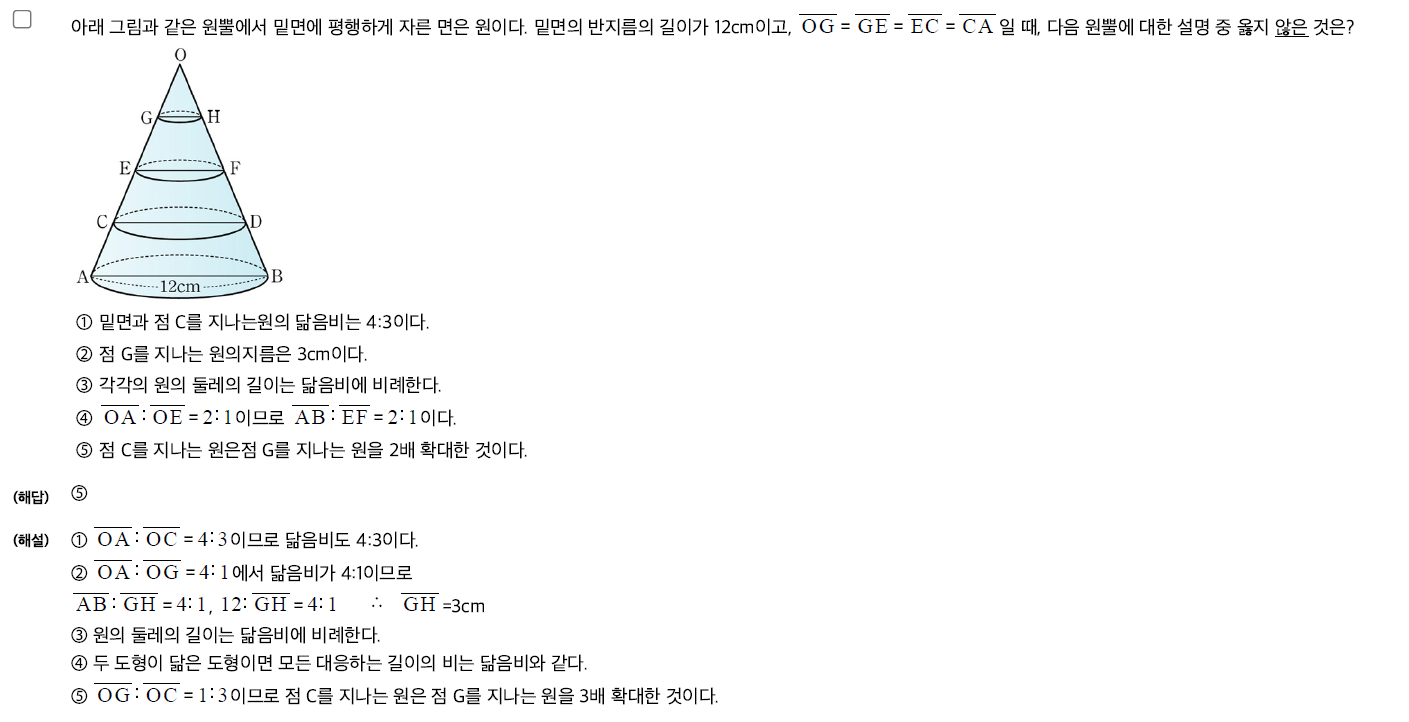 아래 그림과 같은 원뿔에서 밑면에 평행하게 자른 면은 원이다. 밑면의 반지름의 길이가 12cm이고, OG = GE = EC = CA 일 때, 다음 원뿔에 대한 설명 중 옳지 않은 것은?
O
G H
E F
C D
A B
12cm
① 밑면과 점 C를 지나는원의 닮음비는 4:3이다.
② 점 G를 지나는 원의지름은 3cm이다.
③ 각각의 원의 둘레의 길이는 닮음비에 비례한다.
④ OA : OE = 2 : 1이므로 AB : EF = 2 : 1이다.
⑤ 점 C를 지나는 원은점 G를 지나는 원을 2배 확대한 것이다.
(해답) ⑤
(해설) ① OA : OC = 4 : 3이므로 닮음비도 4:3이다.
② OA : OG = 4 : 1에서 닮음비가 4:1이므로
AB : GH = 4 : 1, 12 : GH = 4 : 1 ∴ GH =3cm
③ 원의 둘레의 길이는 닮음비에 비례한다.
④ 두 도형이 닮은 도형이면 모든 대응하는 길이의 비는 닮음비와 같다.
⑤ OG : OC = 1 : 3이므로 점 C를 지나는 원은 점 G를 지나는 원을 3배 확대한 것이다.